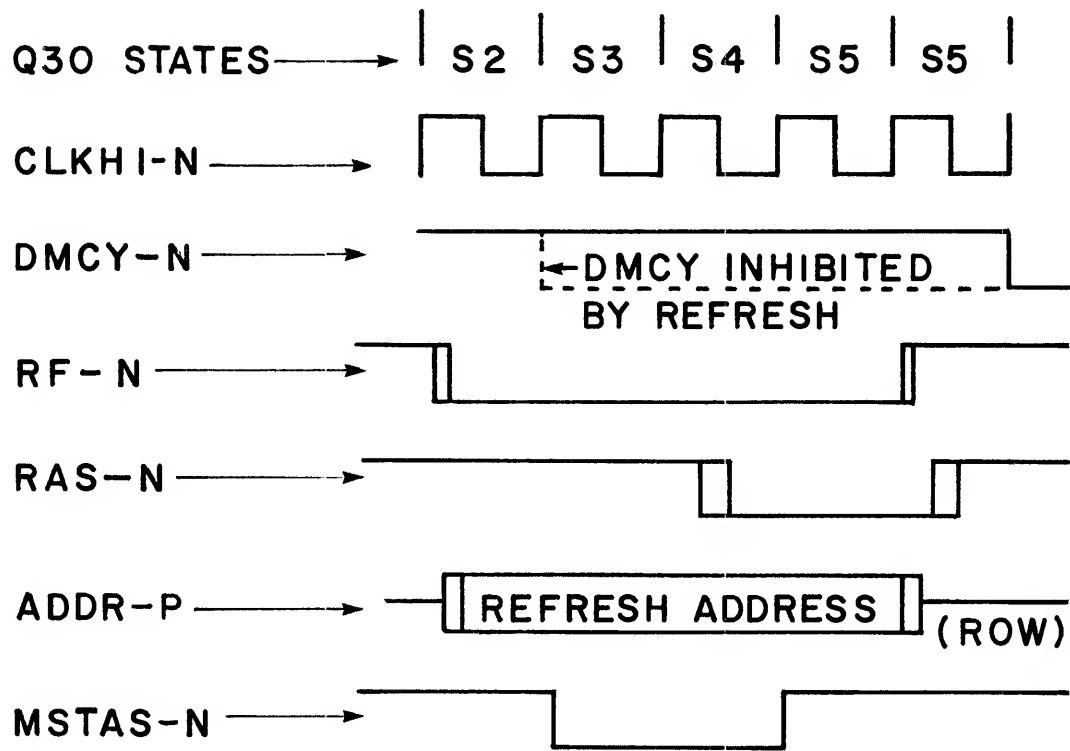 Q30 STATES S2 S3 S4 S5 S5
CLKHI-N
DMCY-N DMCY INHIBITED
BY REFRESH
RF-N
RAS-N
ADDR-P REFRESH ADDRESS (ROW)
MSTAS-N